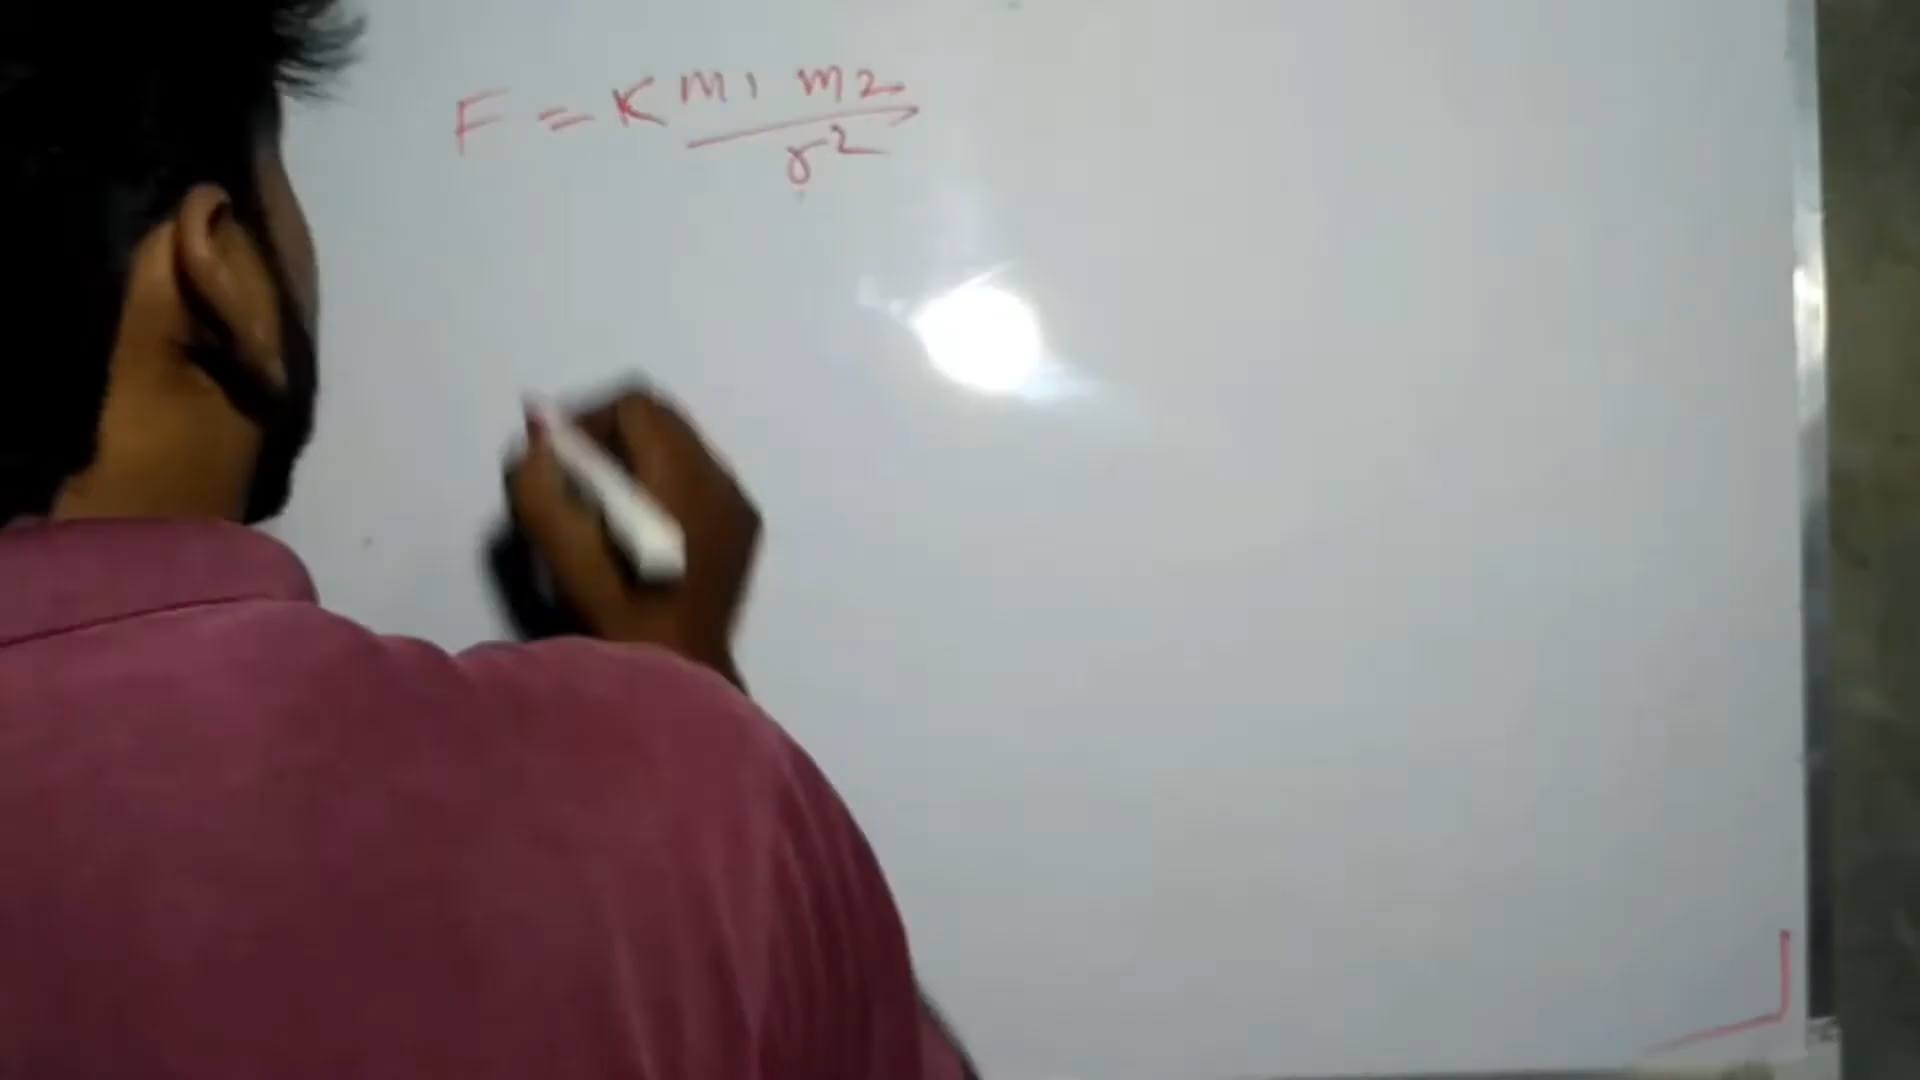 F = K m1 m2 / r²